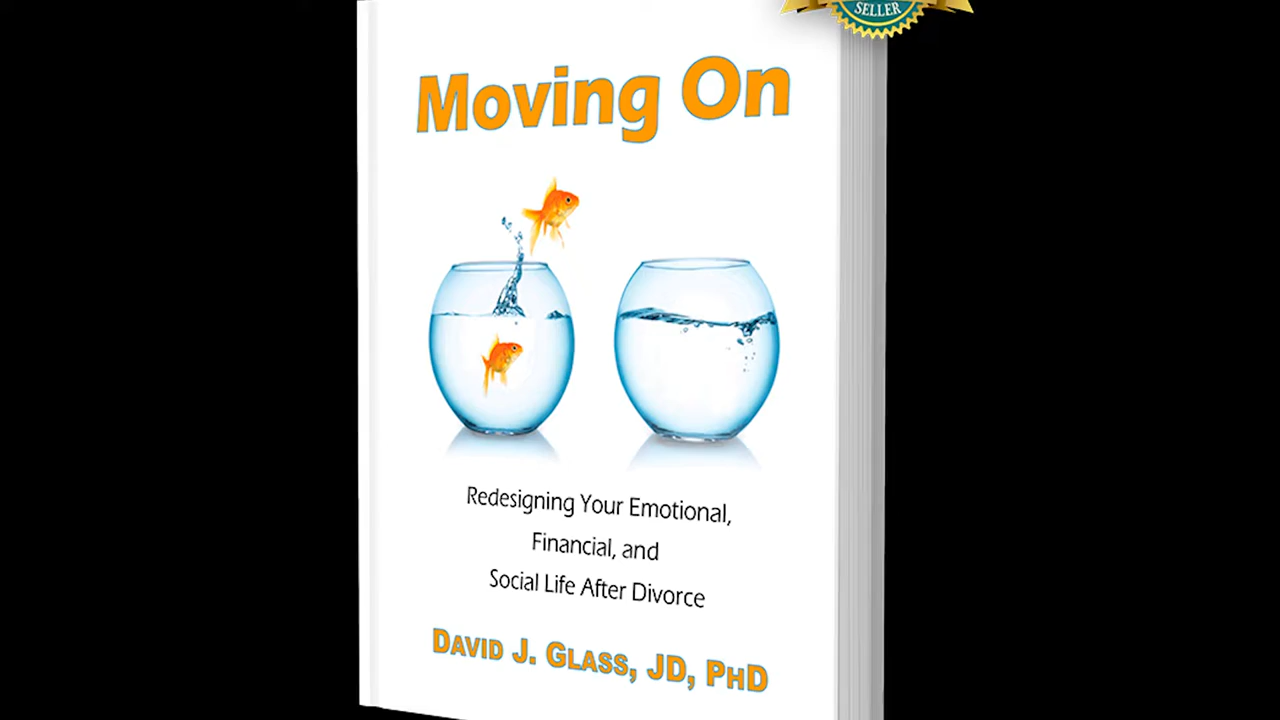 SELLER
Moving On
Redesigning Your Emotional,
Financial, and
Social Life After Divorce
DAVID J. GLASS, JD, PHD